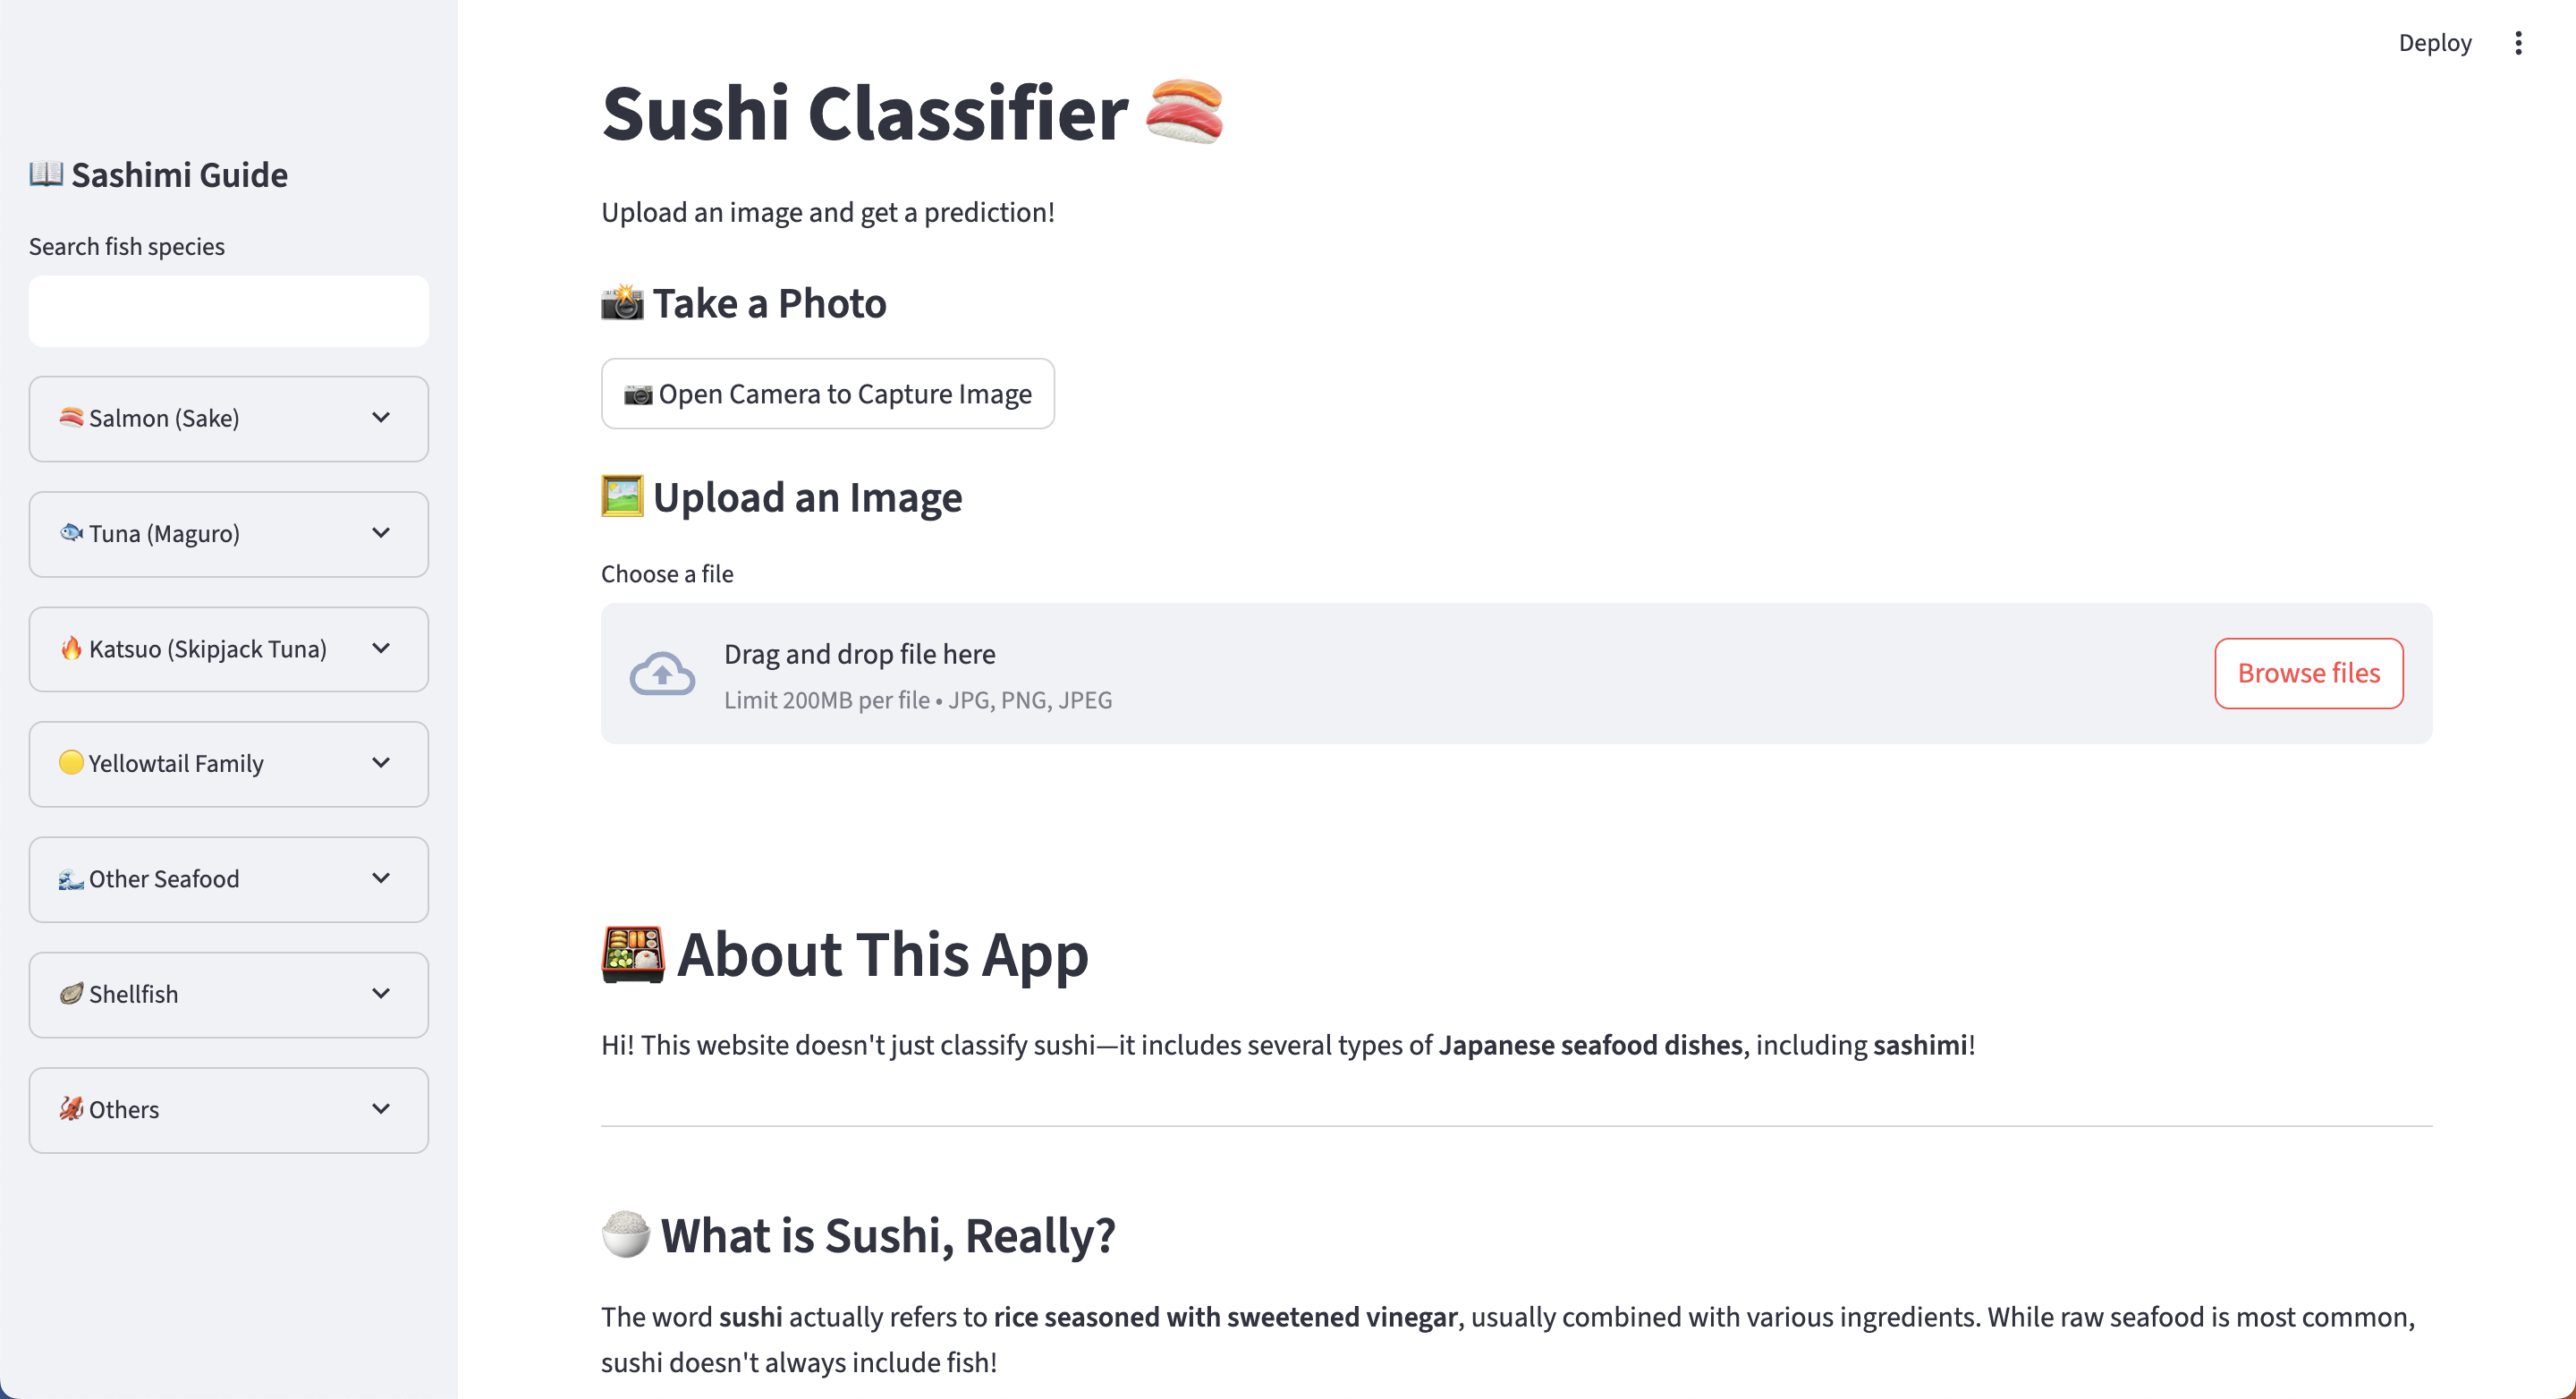 Deploy
📖 Sashimi Guide
Search fish species
🍣 Salmon (Sake)
🐟 Tuna (Maguro)
🔥 Katsuo (Skipjack Tuna)
🟡 Yellowtail Family
🌊 Other Seafood
🦪 Shellfish
🦑 Others
Sushi Classifier 🍣
Upload an image and get a prediction!
📸 Take a Photo
📷 Open Camera to Capture Image
🖼️ Upload an Image
Choose a file
Drag and drop file here
Limit 200MB per file • JPG, PNG, JPEG
Browse files
🍱 About This App
Hi! This website doesn't just classify sushi—it includes several types of Japanese seafood dishes, including sashimi!
🍚 What is Sushi, Really?
The word sushi actually refers to rice seasoned with sweetened vinegar, usually combined with various ingredients. While raw seafood is most common,
sushi doesn't always include fish!